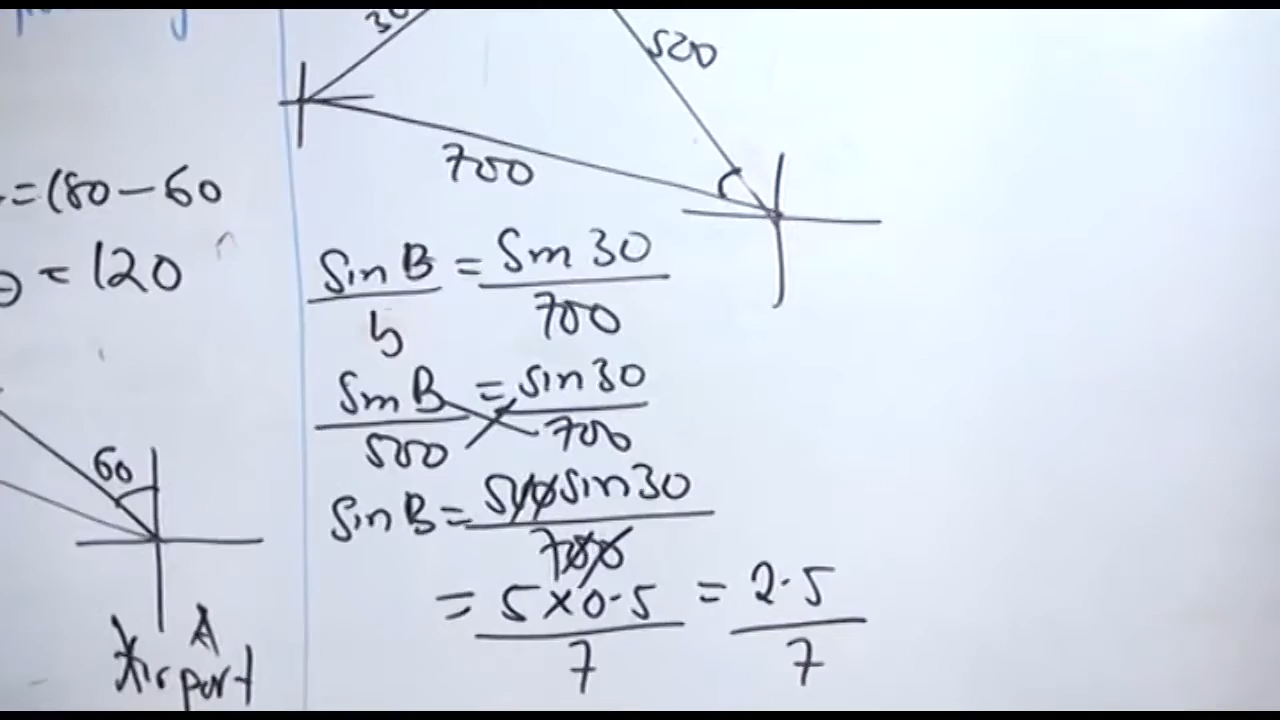 30
520
700
= 180 - 60
θ = 120
60
A
Airport
Sin B / b = Sin 30 / 700
Sin B / 500 = sin 30 / 700
Sin B = 500 sin 30 / 700
= 5 × 0.5 / 7 = 2.5 / 7